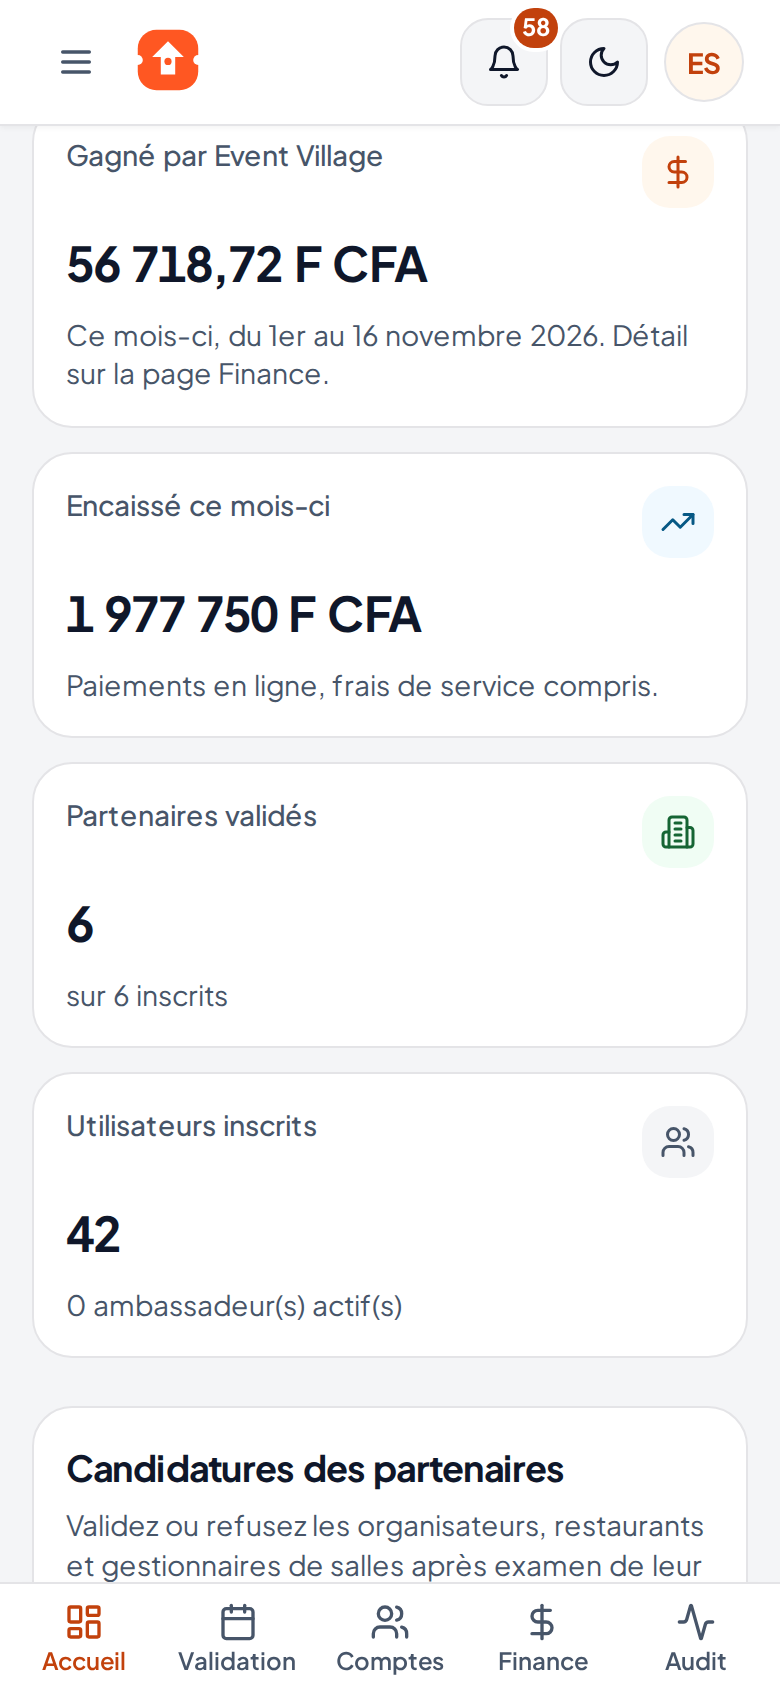 58
ES
Gagné par Event Village
56 718,72 F CFA
Ce mois-ci, du 1er au 16 novembre 2026. Détail
sur la page Finance.
Encaissé ce mois-ci
1 977 750 F CFA
Paiements en ligne, frais de service compris.
Partenaires validés
6
sur 6 inscrits
Utilisateurs inscrits
42
0 ambassadeur(s) actif(s)
Candidatures des partenaires
Validez ou refusez les organisateurs, restaurants
et gestionnaires de salles après examen de leur
Accueil
Validation
Comptes
Finance
Audit